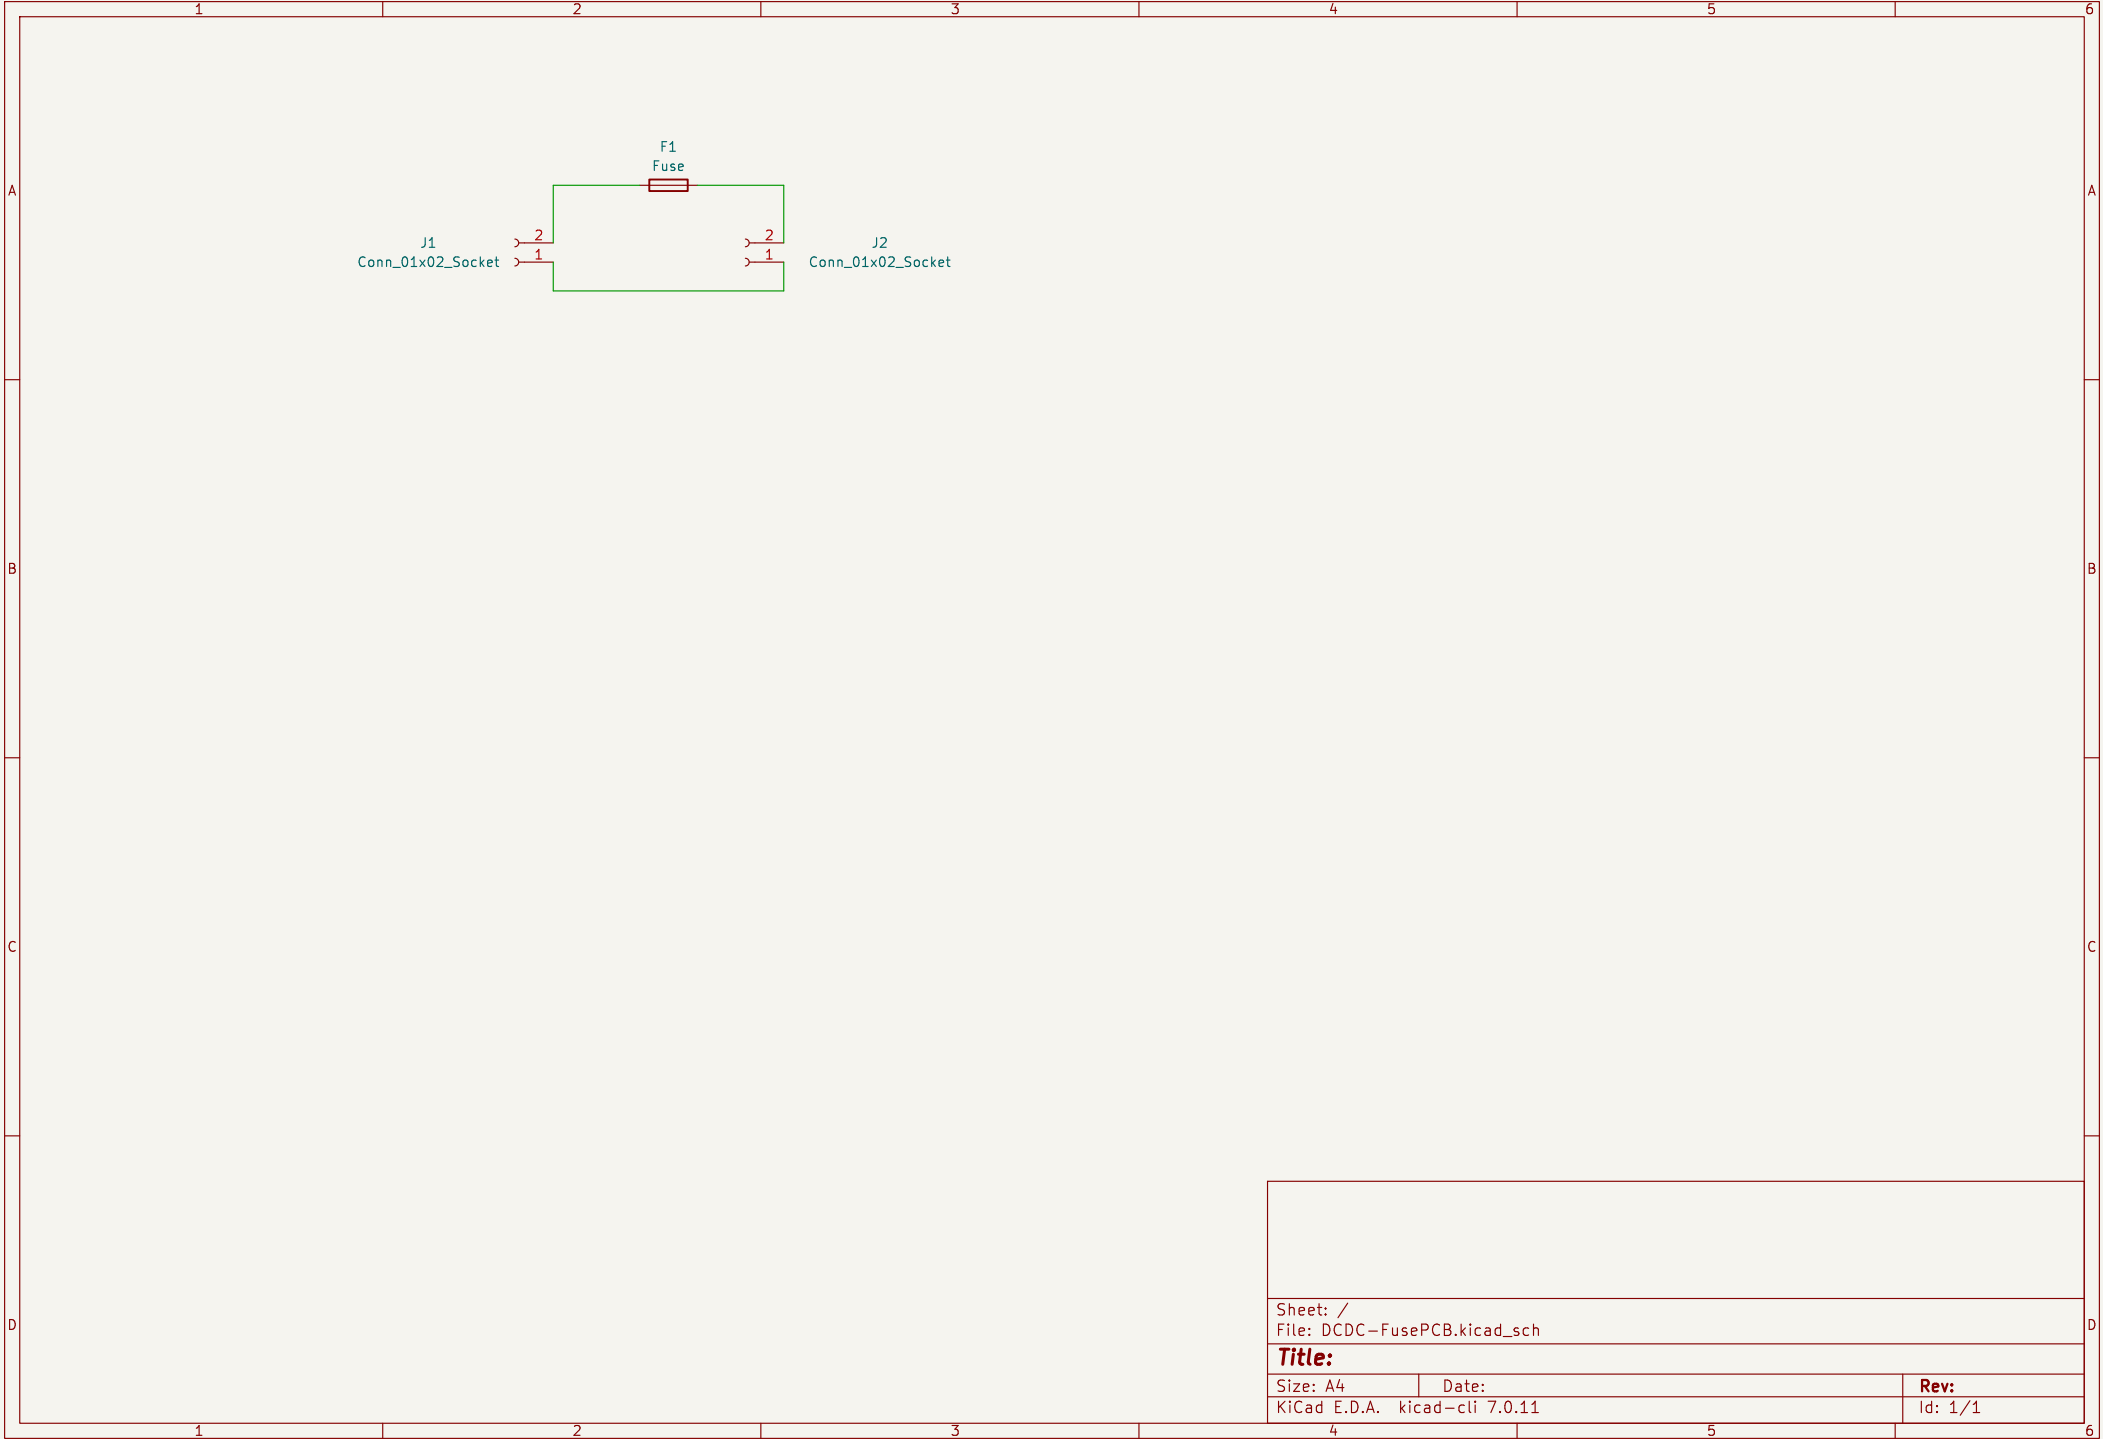 1 2 3 4 5 6
F1
Fuse
A A
J1 2 2 J2
Conn_01x02_Socket 1 1 Conn_01x02_Socket
B B
C C
Sheet: /
D D
File: DCDC-FusePCB.kicad_sch
Title:
Size: A4 Date: Rev:
KiCad E.D.A. kicad-cli 7.0.11 Id: 1/1
1 2 3 4 5 6